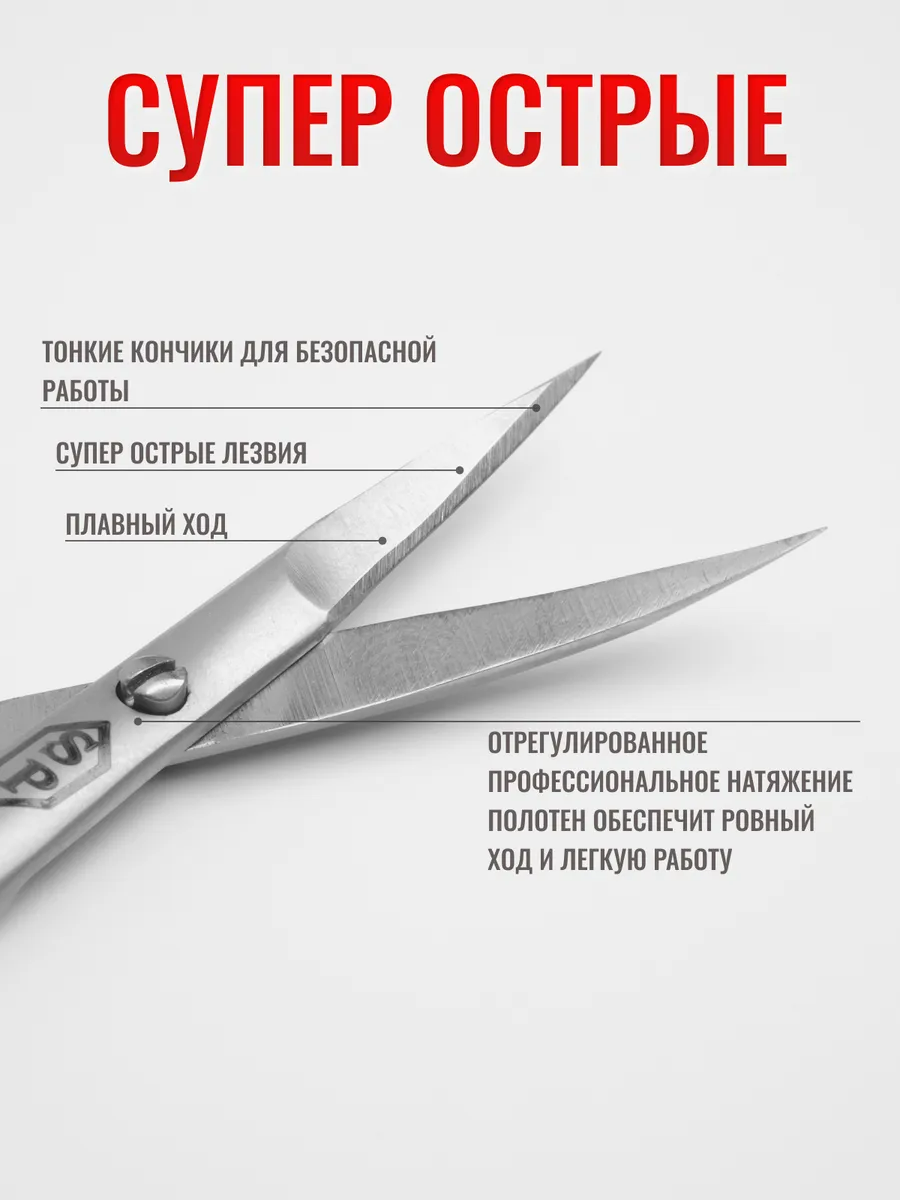 СУПЕР ОСТРЫЕ
ТОНКИЕ КОНЧИКИ ДЛЯ БЕЗОПАСНОЙ
РАБОТЫ
СУПЕР ОСТРЫЕ ЛЕЗВИЯ
ПЛАВНЫЙ ХОД
SP
ОТРЕГУЛИРОВАННОЕ
ПРОФЕССИОНАЛЬНОЕ НАТЯЖЕНИЕ
ПОЛОТЕН ОБЕСПЕЧИТ РОВНЫЙ
ХОД И ЛЕГКУЮ РАБОТУ